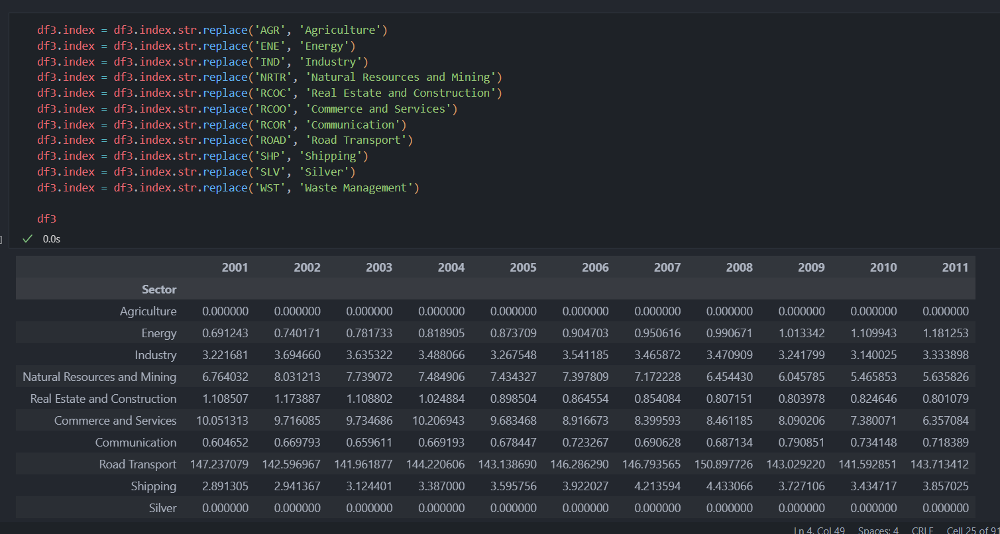 df3.index = df3.index.str.replace('AGR', 'Agriculture')
df3.index = df3.index.str.replace('ENE', 'Energy')
df3.index = df3.index.str.replace('IND', 'Industry')
df3.index = df3.index.str.replace('NRTR', 'Natural Resources and Mining')
df3.index = df3.index.str.replace('RCOC', 'Real Estate and Construction')
df3.index = df3.index.str.replace('RCOO', 'Commerce and Services')
df3.index = df3.index.str.replace('RCOR', 'Communication')
df3.index = df3.index.str.replace('ROAD', 'Road Transport')
df3.index = df3.index.str.replace('SHP', 'Shipping')
df3.index = df3.index.str.replace('SLV', 'Silver')
df3.index = df3.index.str.replace('WST', 'Waste Management')
df3
] ✓ 0.0s
2001 2002 2003 2004 2005 2006 2007 2008 2009 2010 2011
Sector
Agriculture 0.000000 0.000000 0.000000 0.000000 0.000000 0.000000 0.000000 0.000000 0.000000 0.000000 0.000000
Energy 0.691243 0.740171 0.781733 0.818905 0.873709 0.904703 0.950616 0.990671 1.013342 1.109943 1.181253
Industry 3.221681 3.694660 3.635322 3.488066 3.267548 3.541185 3.465872 3.470909 3.241799 3.140025 3.333898
Natural Resources and Mining 6.764032 8.031213 7.739072 7.484906 7.434327 7.397809 7.172228 6.454430 6.045785 5.465853 5.635826
Real Estate and Construction 1.108507 1.173887 1.108802 1.024884 0.898504 0.864554 0.854084 0.807151 0.803978 0.824646 0.801079
Commerce and Services 10.051313 9.716085 9.734686 10.206943 9.683468 8.916673 8.399593 8.461185 8.090206 7.380071 6.357084
Communication 0.604652 0.669793 0.659611 0.669193 0.678447 0.723267 0.690628 0.687134 0.790851 0.734148 0.718389
Road Transport 147.237079 142.596967 141.961877 144.220606 143.138690 146.286290 146.793565 150.897726 143.029220 141.592851 143.713412
Shipping 2.891305 2.941367 3.124401 3.387000 3.595756 3.922027 4.213594 4.433066 3.727106 3.434717 3.857025
Silver 0.000000 0.000000 0.000000 0.000000 0.000000 0.000000 0.000000 0.000000 0.000000 0.000000 0.000000
Ln 4, Col 49 Spaces: 4 CRLF Cell 25 of